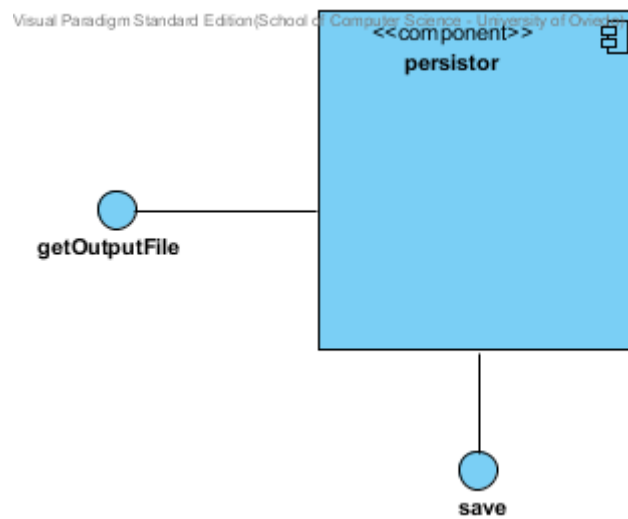 Visual Paradigm Standard Edition(School of Computer Science - University of Oviedo)
<<component>>
persistor
getOutputFile
save